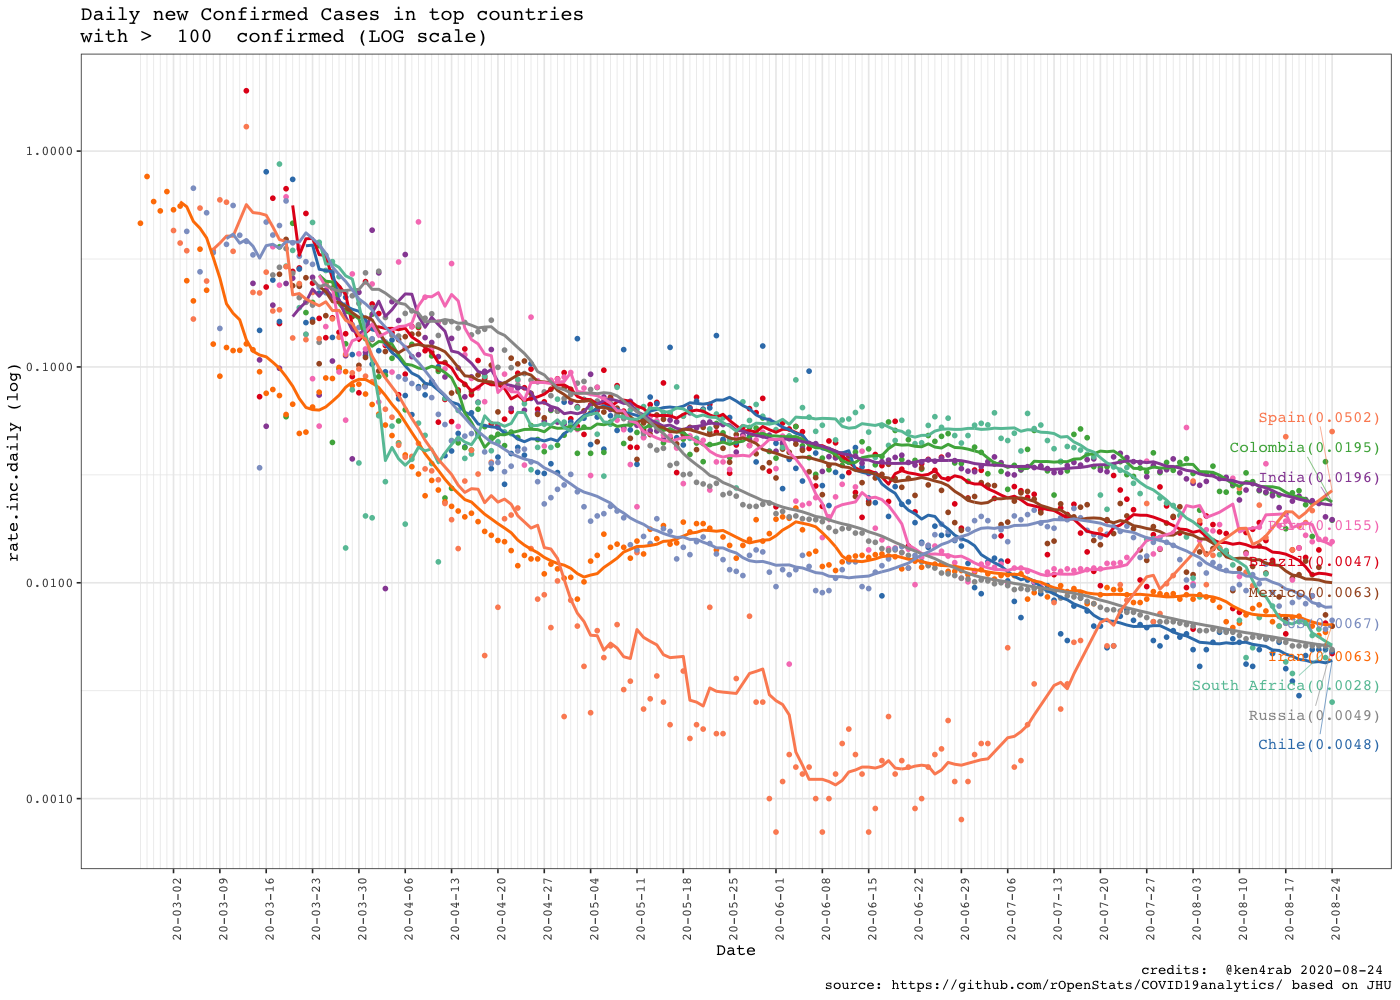 Daily new Confirmed Cases in top countries
with >  100  confirmed (LOG scale)
rate.inc.daily (log)
1.0000
0.1000
0.0100
0.0010
Spain(0.0502)
Colombia(0.0195)
India(0.0196)
Peru(0.0155)
Brazil(0.0047)
Mexico(0.0063)
US(0.0067)
Iran(0.0063)
South Africa(0.0028)
Russia(0.0049)
Chile(0.0048)
20-03-02
20-03-09
20-03-16
20-03-23
20-03-30
20-04-06
20-04-13
20-04-20
20-04-27
20-05-04
20-05-11
20-05-18
20-05-25
20-06-01
20-06-08
20-06-15
20-06-22
20-06-29
20-07-06
20-07-13
20-07-20
20-07-27
20-08-03
20-08-10
20-08-17
20-08-24
Date
credits:  @ken4rab 2020-08-24
source: https://github.com/rOpenStats/COVID19analytics/ based on JHU